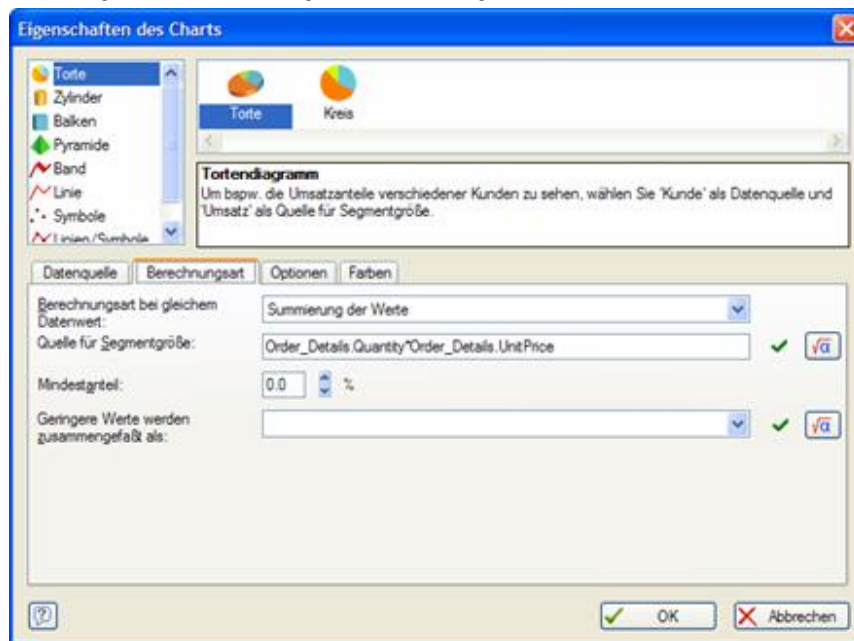 Eigenschaften des Charts
Torte
Zylinder
Balken
Pyramide
Band
Linie
Symbole
Linien/Symbole
Torte
Kreis
Tortendiagramm
Um bspw. die Umsatzanteile verschiedener Kunden zu sehen, wählen Sie 'Kunde' als Datenquelle und
'Umsatz' als Quelle für Segmentgröße.
Datenquelle
Berechnungsart
Optionen
Farben
Berechnungsart bei gleichem
Datenwert:
Summierung der Werte
Quelle für Segmentgröße:
Order_Details.Quantity*Order_Details.UnitPrice
√α
Mindestanteil:
0.0
%
Geringere Werte werden
zusammengefaßt als:
√α
OK
Abbrechen